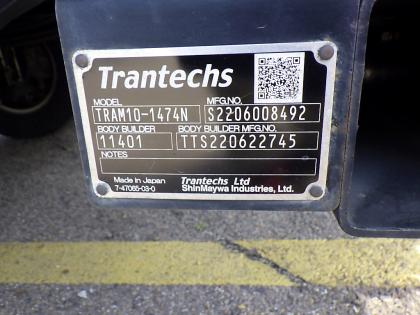 Trantechs
MODEL MFG.NO.
TRAM10-1474N S2206008492
BODY BUILDER BODY BUILDER MFG.NO.
11401 TTS220622745
NOTES
Made in Japan Trantechs Ltd
7-47065-03-0 ShinMaywa Industries, Ltd.